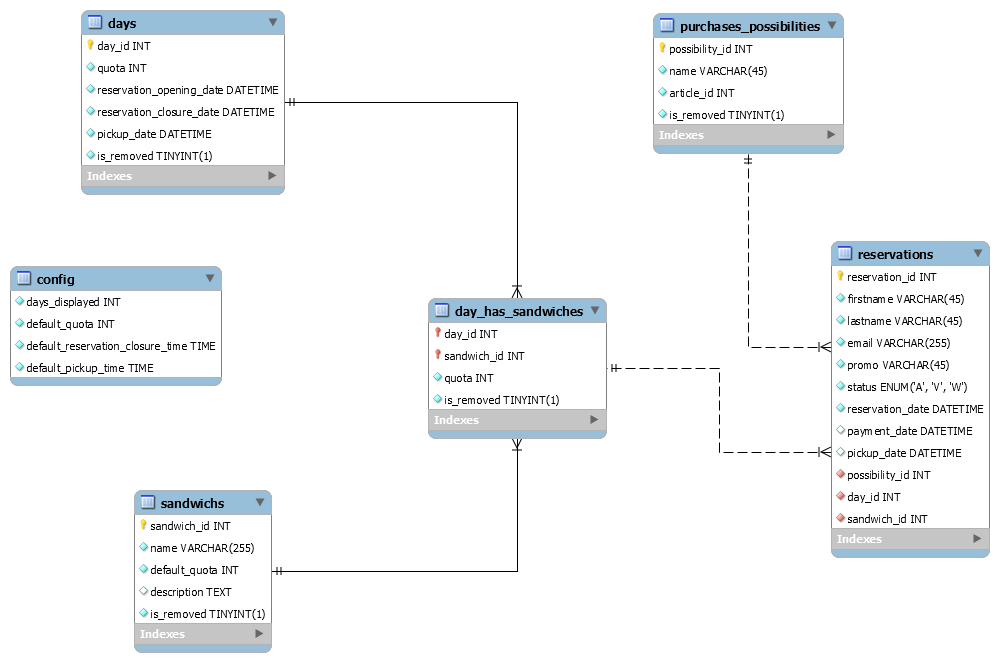 days
day_id INT
quota INT
reservation_opening_date DATETIME
reservation_closure_date DATETIME
pickup_date DATETIME
is_removed TINYINT(1)
Indexes
purchases_possibilities
possibility_id INT
name VARCHAR(45)
article_id INT
is_removed TINYINT(1)
Indexes
config
days_displayed INT
default_quota INT
default_reservation_closure_time TIME
default_pickup_time TIME
day_has_sandwiches
day_id INT
sandwich_id INT
quota INT
is_removed TINYINT(1)
Indexes
reservations
reservation_id INT
firstname VARCHAR(45)
lastname VARCHAR(45)
email VARCHAR(255)
promo VARCHAR(45)
status ENUM('A', 'V', 'W')
reservation_date DATETIME
payment_date DATETIME
pickup_date DATETIME
possibility_id INT
day_id INT
sandwich_id INT
Indexes
sandwichs
sandwich_id INT
name VARCHAR(255)
default_quota INT
description TEXT
is_removed TINYINT(1)
Indexes